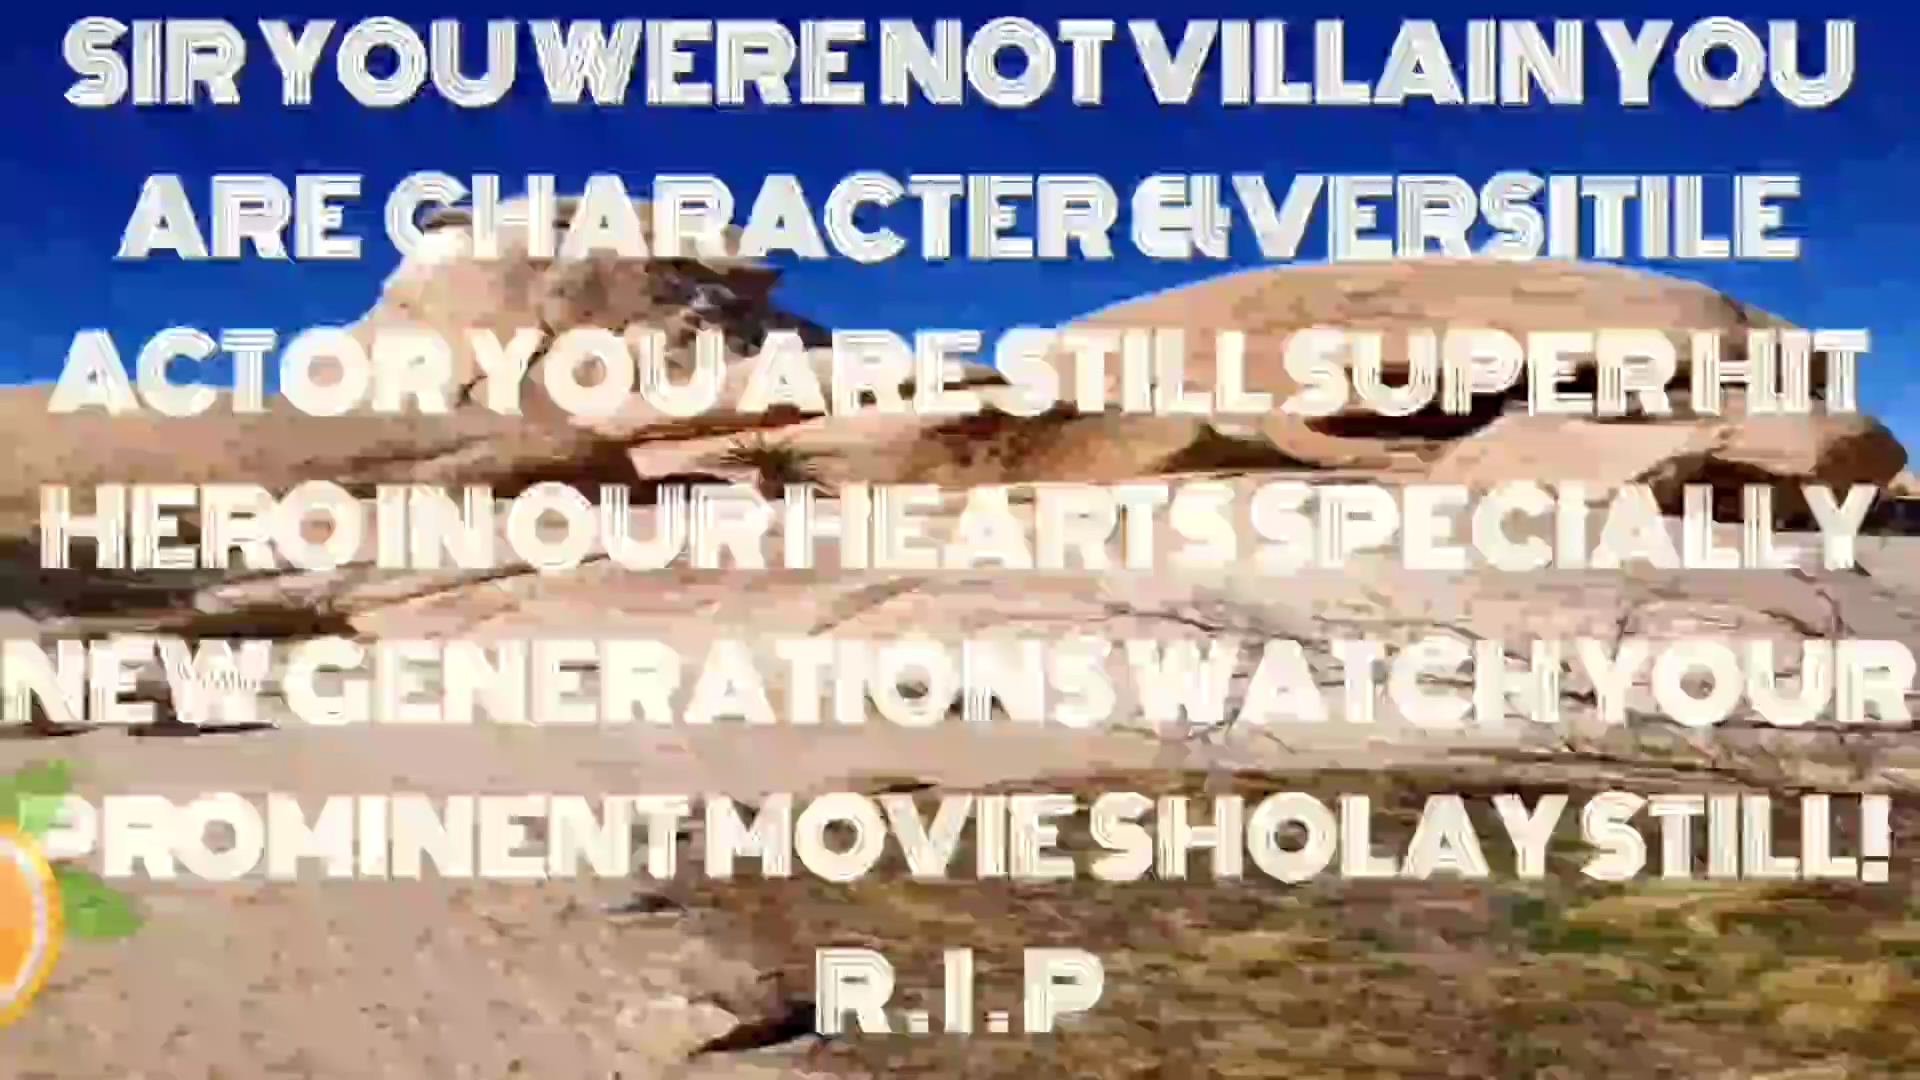 SIR YOU WERE NOT VILLAIN YOU
ARE CHARACTER & VERSITILE
ACTOR YOU ARE STILL SUPER HIT
HERO IN OUR HEARTS SPECIALLY
NEW GENERATIONS WATCH YOUR
PROMINENT MOVIE SHOLAY STILL!
R.I.P